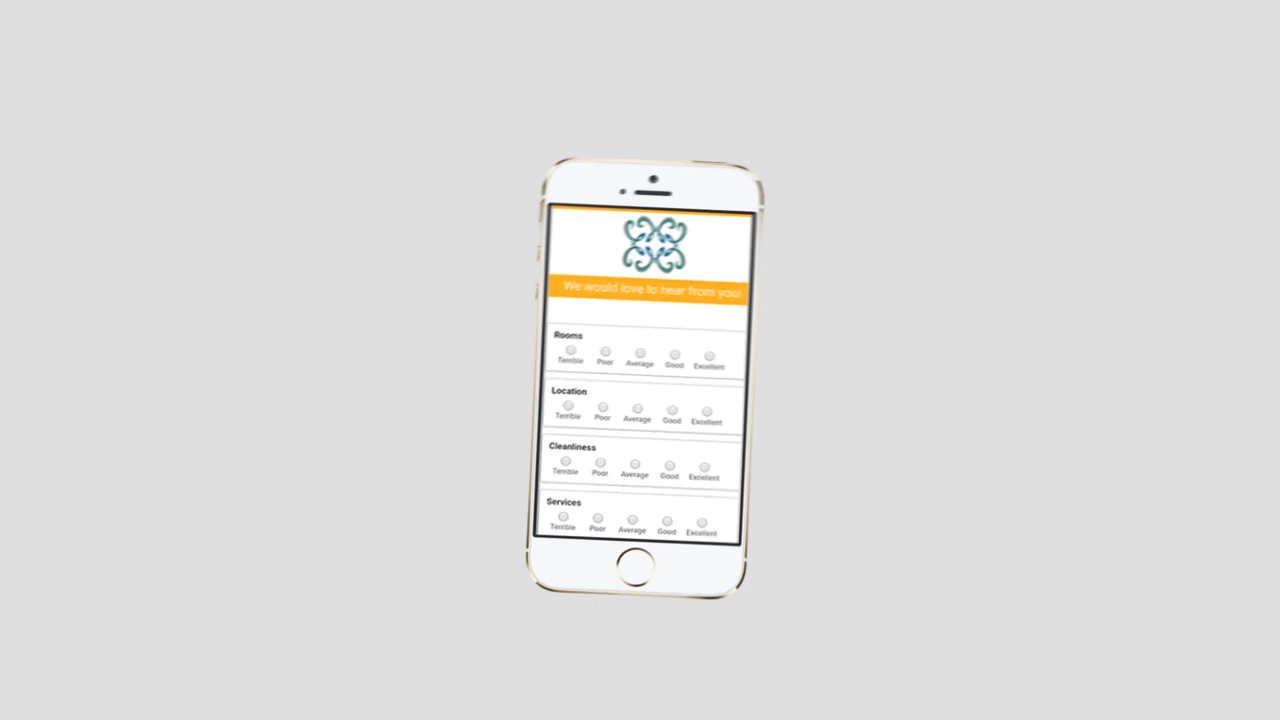 We would love to hear from you!
Rooms
Terrible Poor Average Good Excellent
Location
Terrible Poor Average Good Excellent
Cleanliness
Terrible Poor Average Good Excellent
Services
Terrible Poor Average Good Excellent